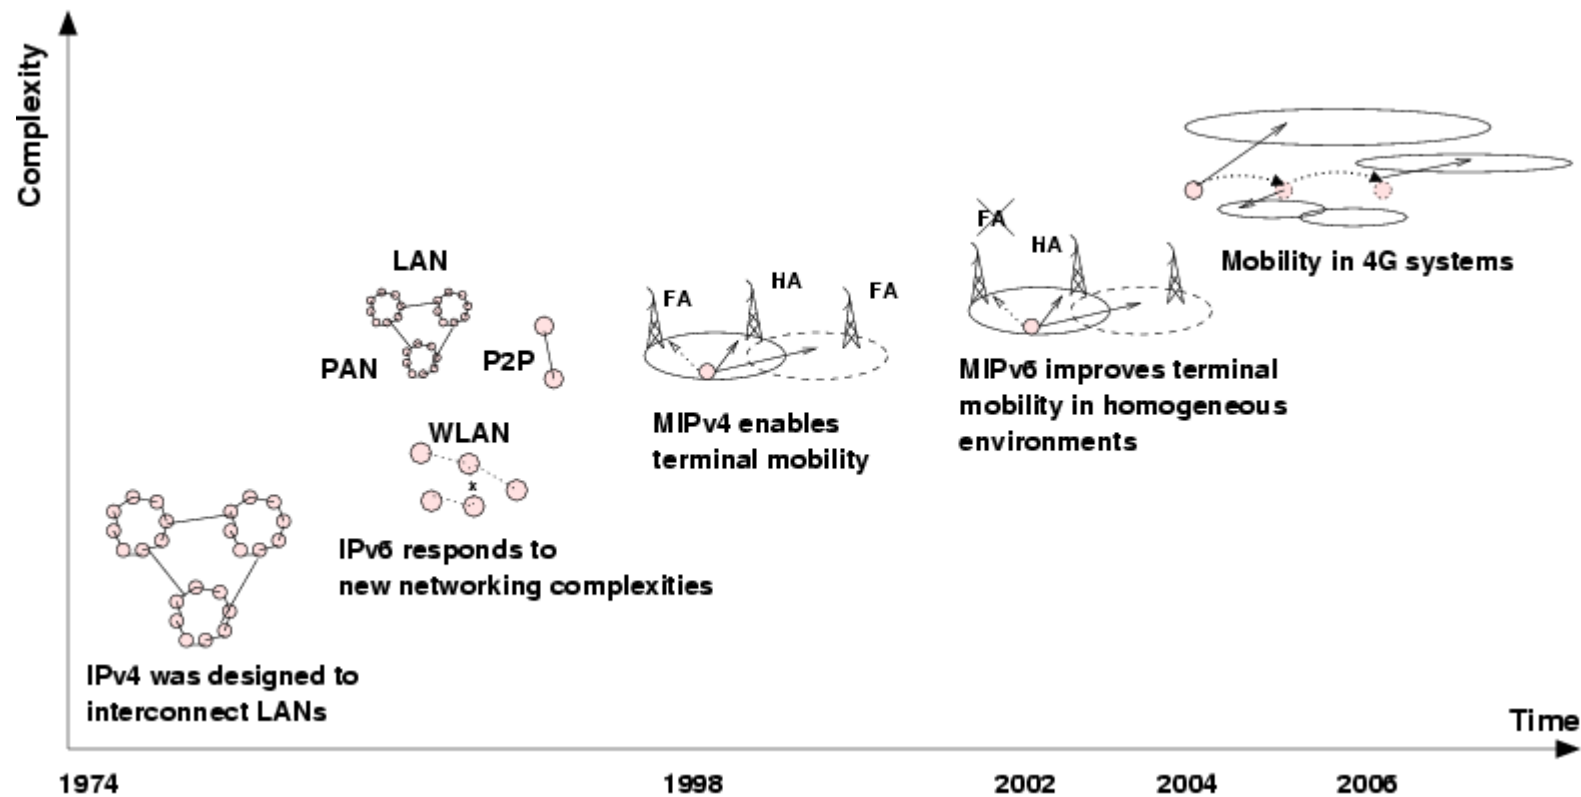 Complexity
LAN
PAN
P2P
WLAN
x
FA
HA
FA
FA
HA
Mobility in 4G systems
MIPv6 improves terminal
mobility in homogeneous
environments
MIPv4 enables
terminal mobility
IPv6 responds to
new networking complexities
IPv4 was designed to
interconnect LANs
Time
1974
1998
2002
2004
2006